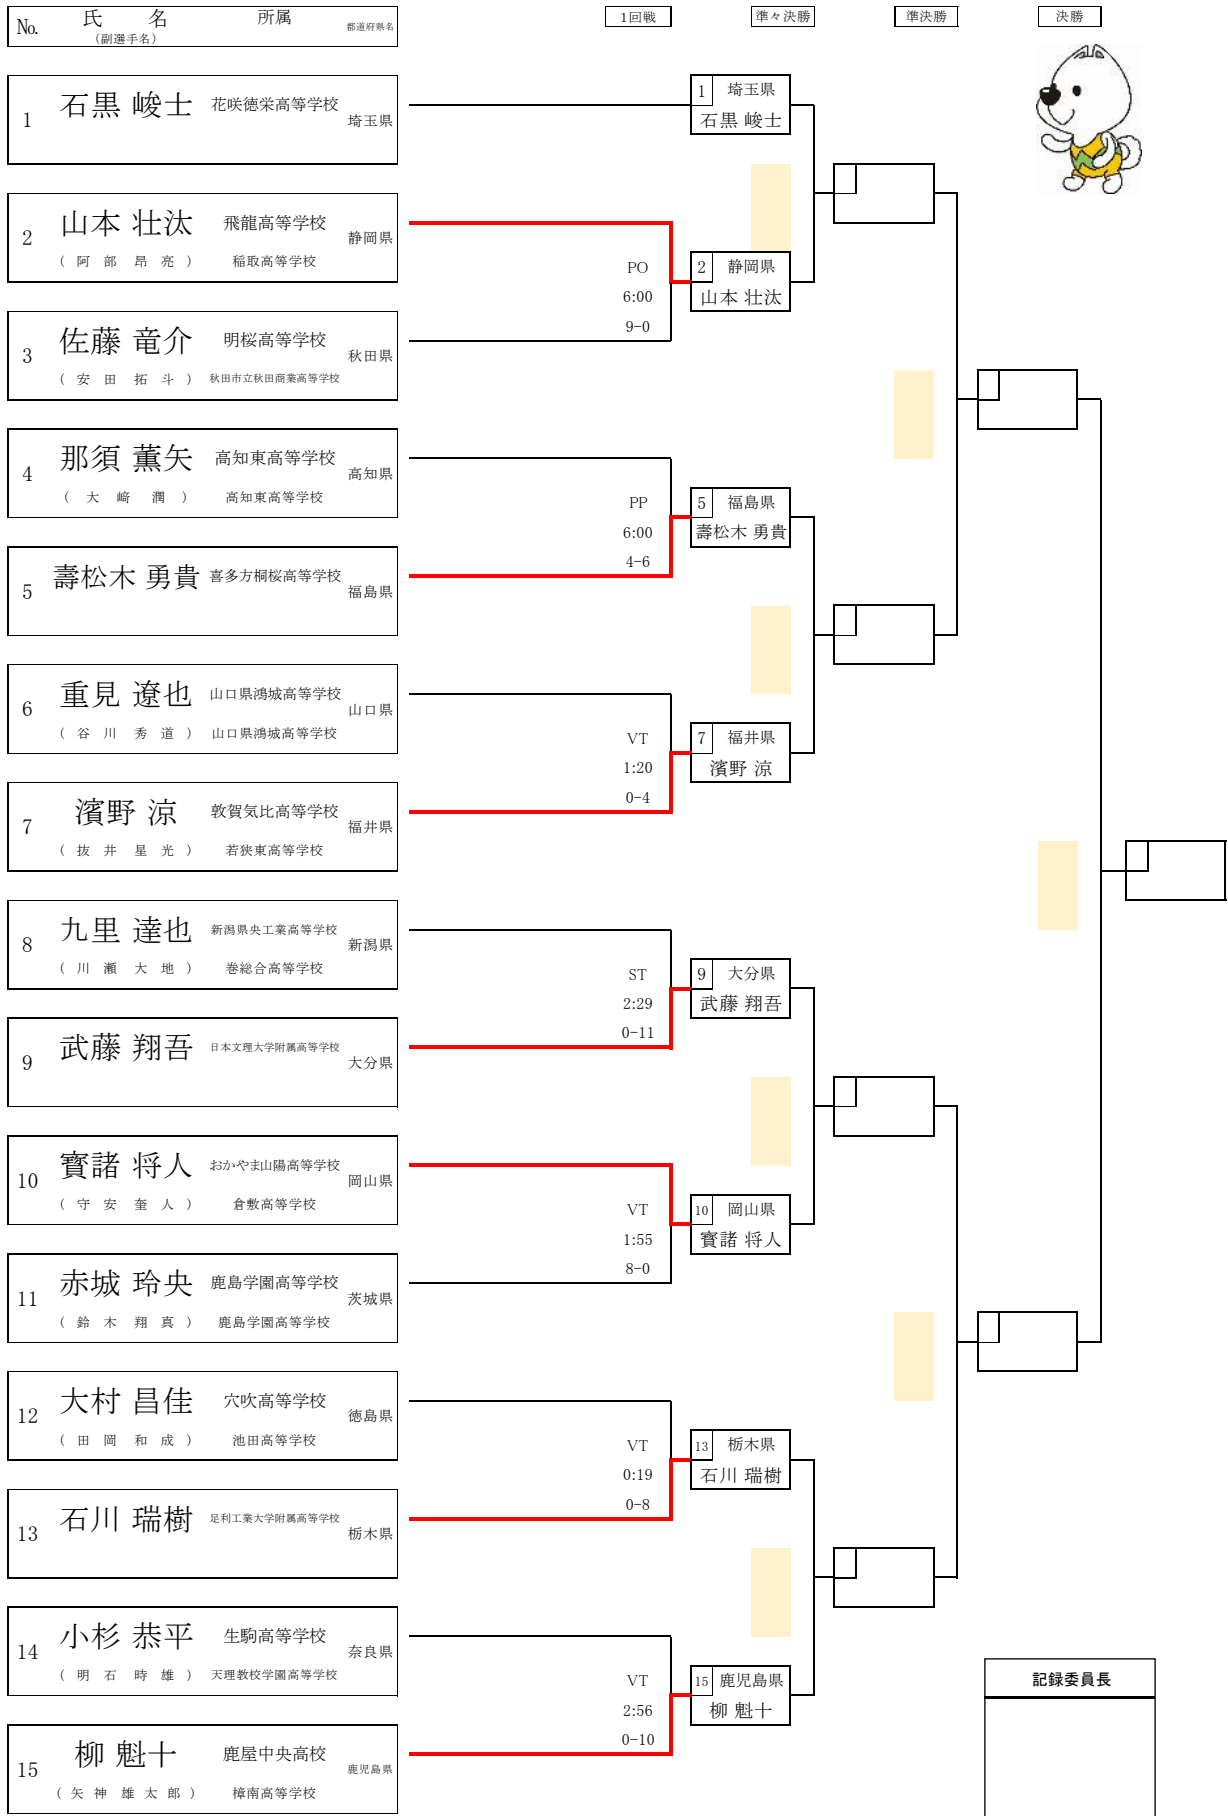 No. 氏 名 所属 都道府県名
(副選手名)
1回戦 準々決勝 準決勝 決勝
1 石黒 峻士 花咲徳栄高等学校 埼玉県
2 山本 壮汰 飛龍高等学校 静岡県
( 阿 部 昂 亮 ) 稲取高等学校
3 佐藤 竜介 明桜高等学校 秋田県
( 安 田 拓 斗 ) 秋田市立秋田商業高等学校
4 那須 薫矢 高知東高等学校 高知県
( 大 﨑 潤 ) 高知東高等学校
5 壽松木 勇貴 喜多方桐桜高等学校 福島県
6 重見 遼也 山口県鴻城高等学校 山口県
( 谷 川 秀 道 ) 山口県鴻城高等学校
7 濱野 涼 敦賀気比高等学校 福井県
( 抜 井 星 光 ) 若狭東高等学校
8 九里 達也 新潟県央工業高等学校 新潟県
( 川 瀬 大 地 ) 巻総合高等学校
9 武藤 翔吾 日本文理大学附属高等学校 大分県
10 寳諸 将人 おかやま山陽高等学校 岡山県
( 守 安 奎 人 ) 倉敷高等学校
11 赤城 玲央 鹿島学園高等学校 茨城県
( 鈴 木 翔 真 ) 鹿島学園高等学校
12 大村 昌佳 穴吹高等学校 徳島県
( 田 岡 和 成 ) 池田高等学校
13 石川 瑞樹 足利工業大学附属高等学校 栃木県
14 小杉 恭平 生駒高等学校 奈良県
( 明 石 時 雄 ) 天理教校学園高等学校
15 柳 魁十 鹿屋中央高校 鹿児島県
( 矢 神 雄 太 郎 ) 樟南高等学校
PO
6:00
9-0
PP
6:00
4-6
VT
1:20
0-4
ST
2:29
0-11
VT
1:55
8-0
VT
0:19
0-8
VT
2:56
0-10
1 埼玉県
石黒 峻士
2 静岡県
山本 壮汰
5 福島県
壽松木 勇貴
7 福井県
濱野 涼
9 大分県
武藤 翔吾
10 岡山県
寳諸 将人
13 栃木県
石川 瑞樹
15 鹿児島県
柳 魁十
記録委員長